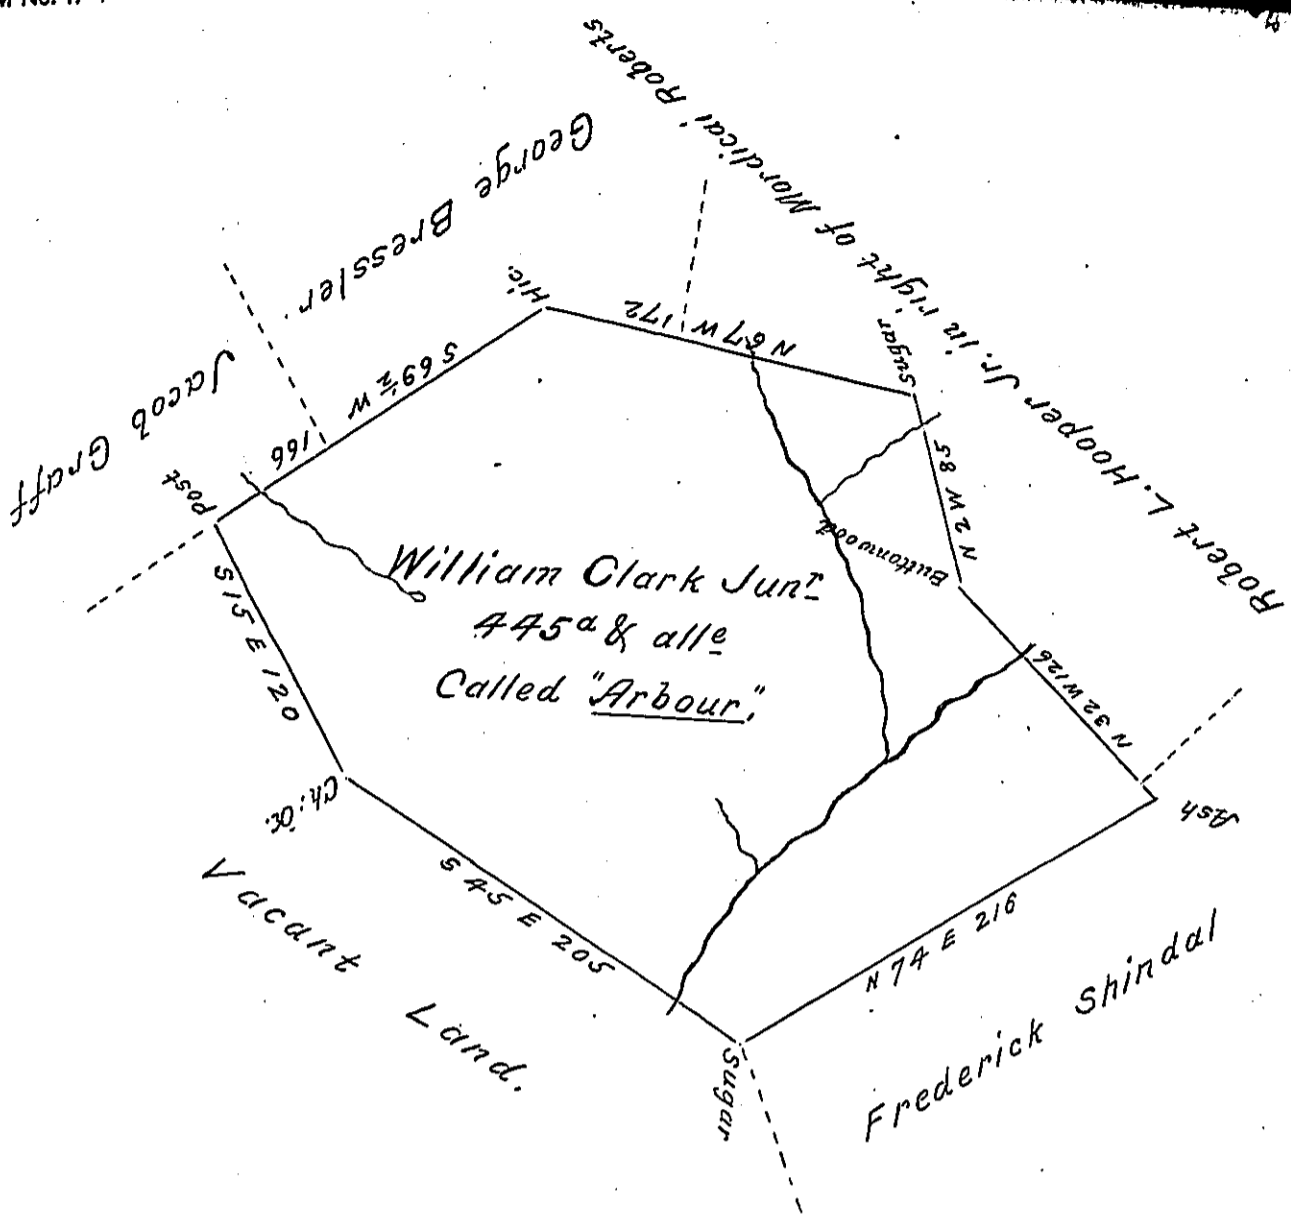 George Bressler.
Jacob Graff
Robert L. Hooper Jr. in right of Mordicai Roberts
Hic.
N 67 W 172
Sugar
N 2 W 85
Buttonwood
N 32 W 126
Ash
N 74 E 216
Frederick Shindal
Sugar
S 45 E 205
Vacant Land.
Ch: O.
S 15 E 120
Post
S 69½ W
166
William Clark Junr
445a & alle
Called "Arbour,"